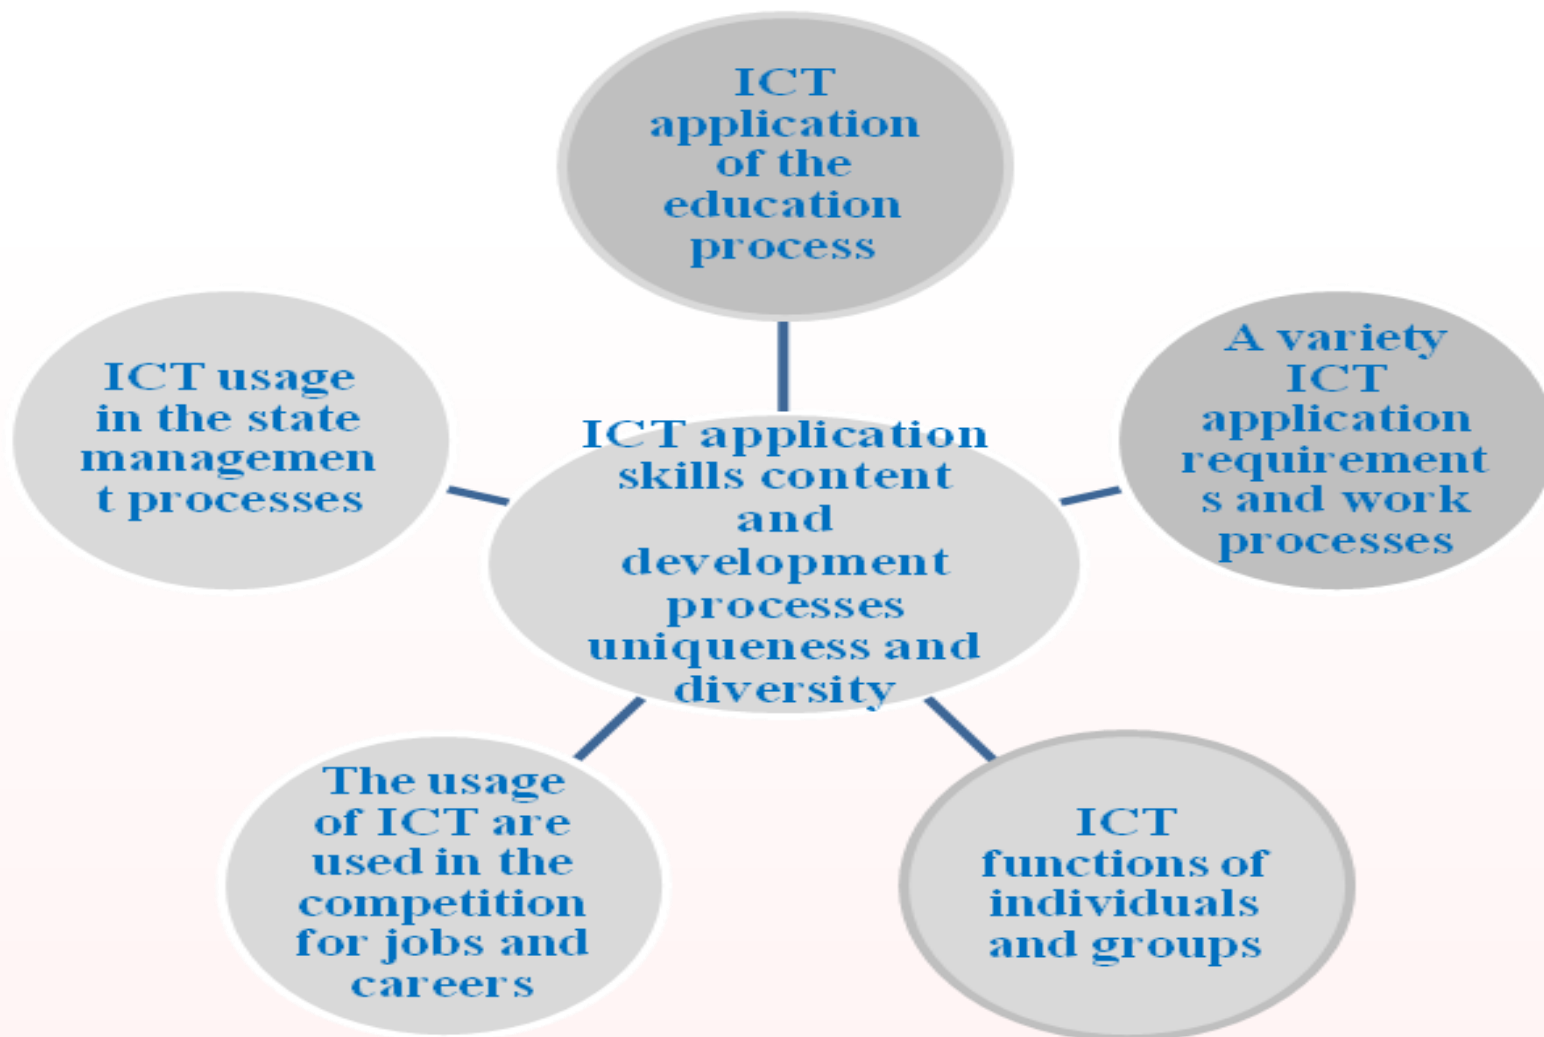 ICT
application
of the
education
process
A variety
ICT
application
requirement
s and work
processes
ICT functions of
individuals
and groups
The usage
of ICT are
used in the
competition
for jobs and
careers
ICT usage
in the state
managemen
t processes
ICT application
skills content
and
development
processes
uniqueness and
diversity